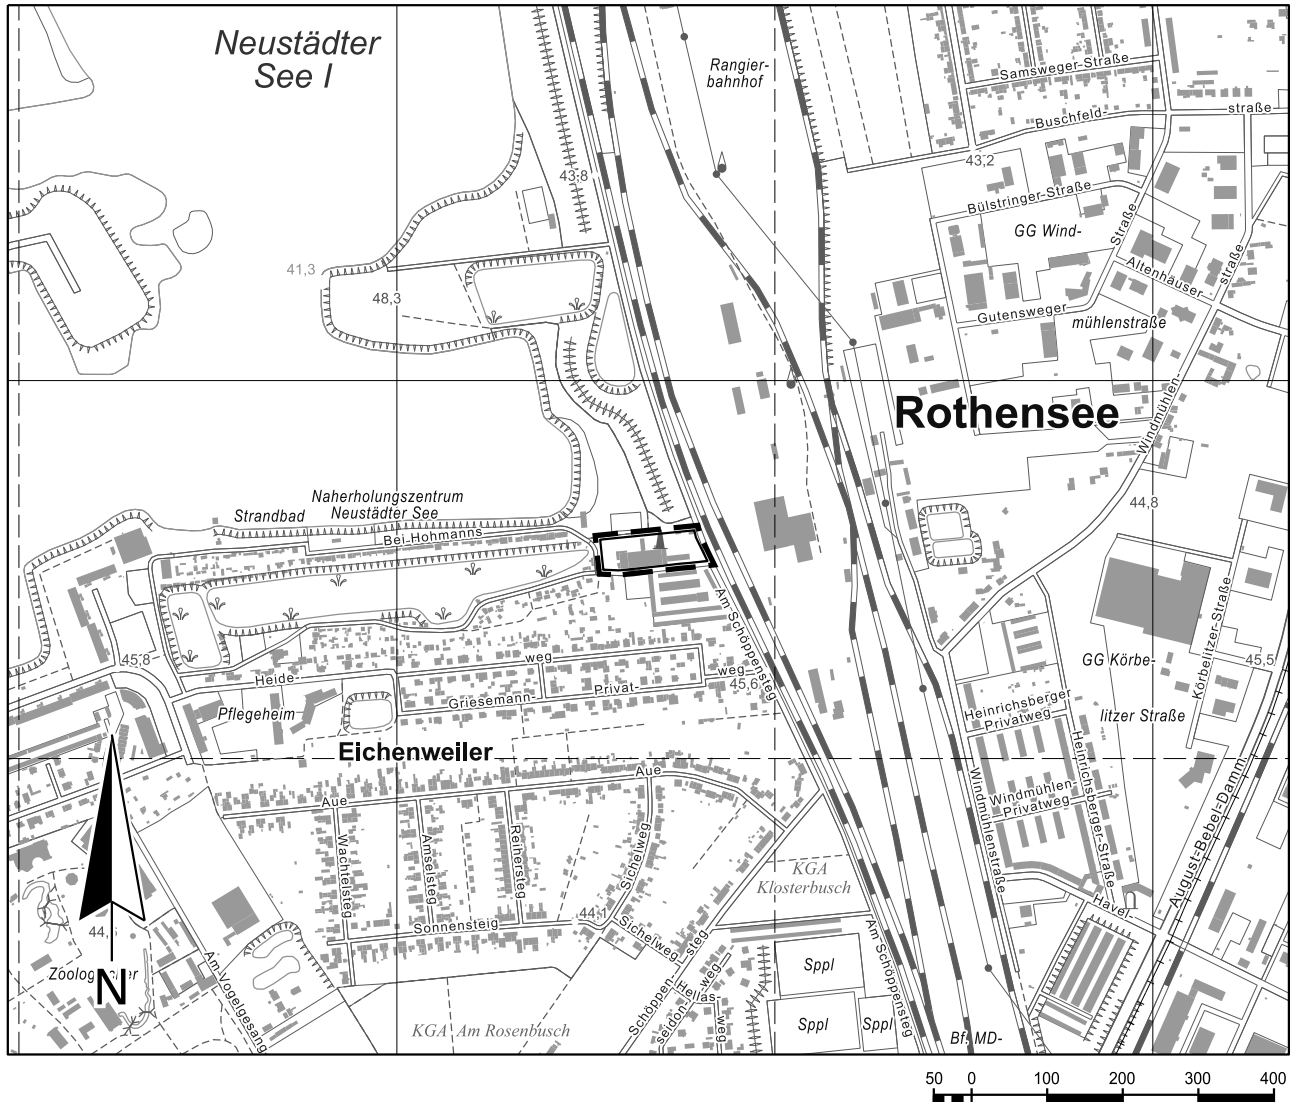 Neustädter
See I
Rangier-
bahnhof
Samsweger-Straße
Buschfeld-
straße
43,2
43,8
Bülstringer-Straße
GG Wind-
Straße
Altenhäuser
straße
41,3
48,3
Gutensweger
mühlenstraße
Rothensee
Windmühlen-
44,8
Naherholungszentrum
Strandbad
Neustädter See
Bei-Hohmanns
Am Schöppensteg
Körbelitzer-Straße
45,8
weg
GG Körbe-
45,5
Heide
weg
Privat-
45,6
Griesemann-
Pflegeheim
Heinrichsberger
Privatweg
litzer Straße
Eichenweiler
Heinrichsberger-Straße
Aue
August-Bebel-Damm
Aue
Windmühlen
Privatweg
Windmühlenstraße
Wachtelsteg
Amselsteg
Reihersteg
Sichelweg
KGA
Klosterbusch
44,1
Havel
Sonnensteig
Sichelweg
Am Schöppensteg
steg
Am-Vogelgesang
N
Sppl
Hellas-
weg
Schöppen-
seidon-
weg
KGA Am Rosenbusch
Sppl
Sppl
Bf. MD-
50 0 100 200 300 400